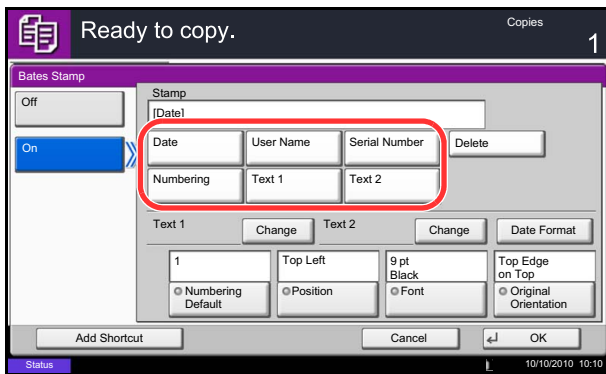 Ready to copy.
Copies
1
Bates Stamp
Off
On
Stamp
[Date]
Date
User Name
Serial Number
Delete
Numbering
Text 1
Text 2
Text 1
Change
Text 2
Change
Date Format
1
Top Left
9 pt
Black
Top Edge
on Top
Numbering
Default
Position
Font
Original
Orientation
Add Shortcut
Cancel
OK
Status
10/10/2010 10:10